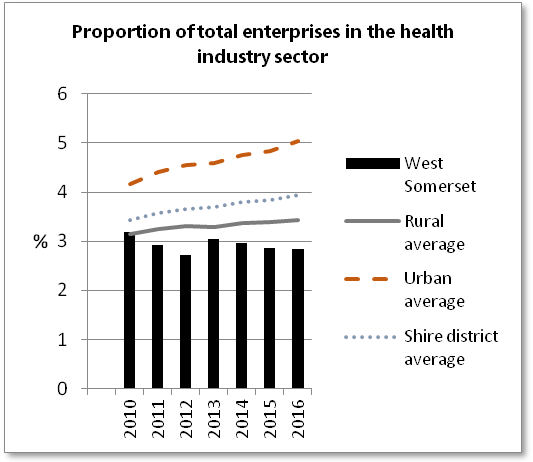 Proportion of total enterprises in the health
industry sector
6
5
4
3
2
1
0
%
2010
2011
2012
2013
2014
2015
2016
West
Somerset
Rural
average
Urban
average
Shire district
average